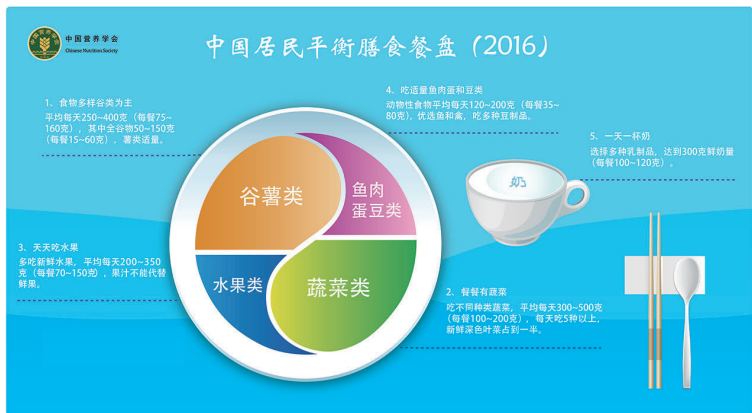 中国营养学会
Chinese Nutrition Society
中国居民平衡膳食餐盘（2016）
1、食物多样谷类为主
平均每天250~400克（每餐75~
160克），其中全谷物50~150克
（每餐15~60克），薯类适量。
4、吃适量鱼肉蛋和豆类
动物性食物平均每天120~200克（每餐35~
80克），优选鱼和禽，吃多种豆制品。
5、一天一杯奶
选择多种乳制品，达到300克鲜奶量
（每餐100~120克）。
谷薯类
鱼肉
蛋豆类
奶
3、天天吃水果
多吃新鲜水果，平均每天200~350
克（每餐70~150克），果汁不能代替
鲜果。
水果类
蔬菜类
2、餐餐有蔬菜
吃不同种类蔬菜，平均每天300~500克
（每餐100~200克），每天吃5种以上，
新鲜深色叶菜占到一半。